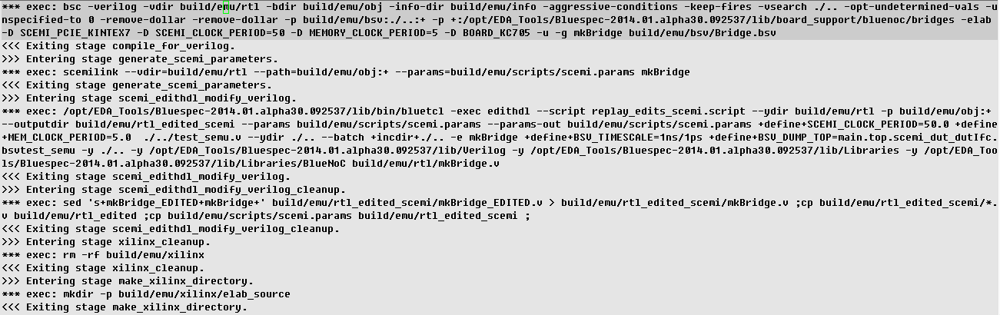 *** exec: bsc -verilog -vdir build/emu/rtl -bdir build/emu/obj -info-dir build/emu/info -aggressive-conditions -keep-fires -vsearch ./.. -opt-undetermined-vals -u
nspecified-to 0 -remove-dollar -remove-dollar -p build/emu/bsv:./..:+ -p +:/opt/EDA_Tools/Bluespec-2014.01.alpha30.092537/lib/board_support/bluenoc/bridges -elab
-D SCEMI_PCIE_KINTEX7 -D SCEMI_CLOCK_PERIOD=50 -D MEMORY_CLOCK_PERIOD=5 -D BOARD_KC705 -u -g mkBridge build/emu/bsv/Bridge.bsv
<<< Exiting stage compile_for_verilog.
>>> Entering stage generate_scemi_parameters.
*** exec: scemilink --vdir=build/emu/rtl --path=build/emu/obj:+ --params=build/emu/scripts/scemi.params mkBridge
<<< Exiting stage generate_scemi_parameters.
>>> Entering stage scemi_edithdl_modify_verilog.
*** exec: /opt/EDA_Tools/Bluespec-2014.01.alpha30.092537/lib/bin/bluetcl -exec edithdl --script replay_edits_scemi.script --ydir build/emu/rtl -p build/emu/obj:+
--outputdir build/emu/rtl_edited_scemi --params build/emu/scripts/scemi.params --params-out build/emu/scripts/scemi.params +define+SCEMI_CLOCK_PERIOD=50.0 +define
+MEM_CLOCK_PERIOD=5.0  ./../test_semu.v --ydir ./.. --batch +incdir+./.. -e mkBridge +define+BSV_TIMESCALE=1ns/1ps +define+BSV_DUMP_TOP=main.top.scemi_dut_dutIfc.
bsvtest_semu -y ./.. -y /opt/EDA_Tools/Bluespec-2014.01.alpha30.092537/lib/Verilog -y /opt/EDA_Tools/Bluespec-2014.01.alpha30.092537/lib/Libraries -y /opt/EDA_Too
ls/Bluespec-2014.01.alpha30.092537/lib/Libraries/BlueNoC build/emu/rtl/mkBridge.v
<<< Exiting stage scemi_edithdl_modify_verilog.
>>> Entering stage scemi_edithdl_modify_verilog_cleanup.
*** exec: sed 's+mkBridge_EDITED+mkBridge+' build/emu/rtl_edited_scemi/mkBridge_EDITED.v > build/emu/rtl_edited_scemi/mkBridge.v ;cp build/emu/rtl_edited_scemi/*.
v build/emu/rtl_edited ;cp build/emu/scripts/scemi.params build/emu/rtl_edited_scemi ;
<<< Exiting stage scemi_edithdl_modify_verilog_cleanup.
>>> Entering stage xilinx_cleanup.
*** exec: rm -rf build/emu/xilinx
<<< Exiting stage xilinx_cleanup.
>>> Entering stage make_xilinx_directory.
*** exec: mkdir -p build/emu/xilinx/elab_source
<<< Exiting stage make_xilinx_directory.